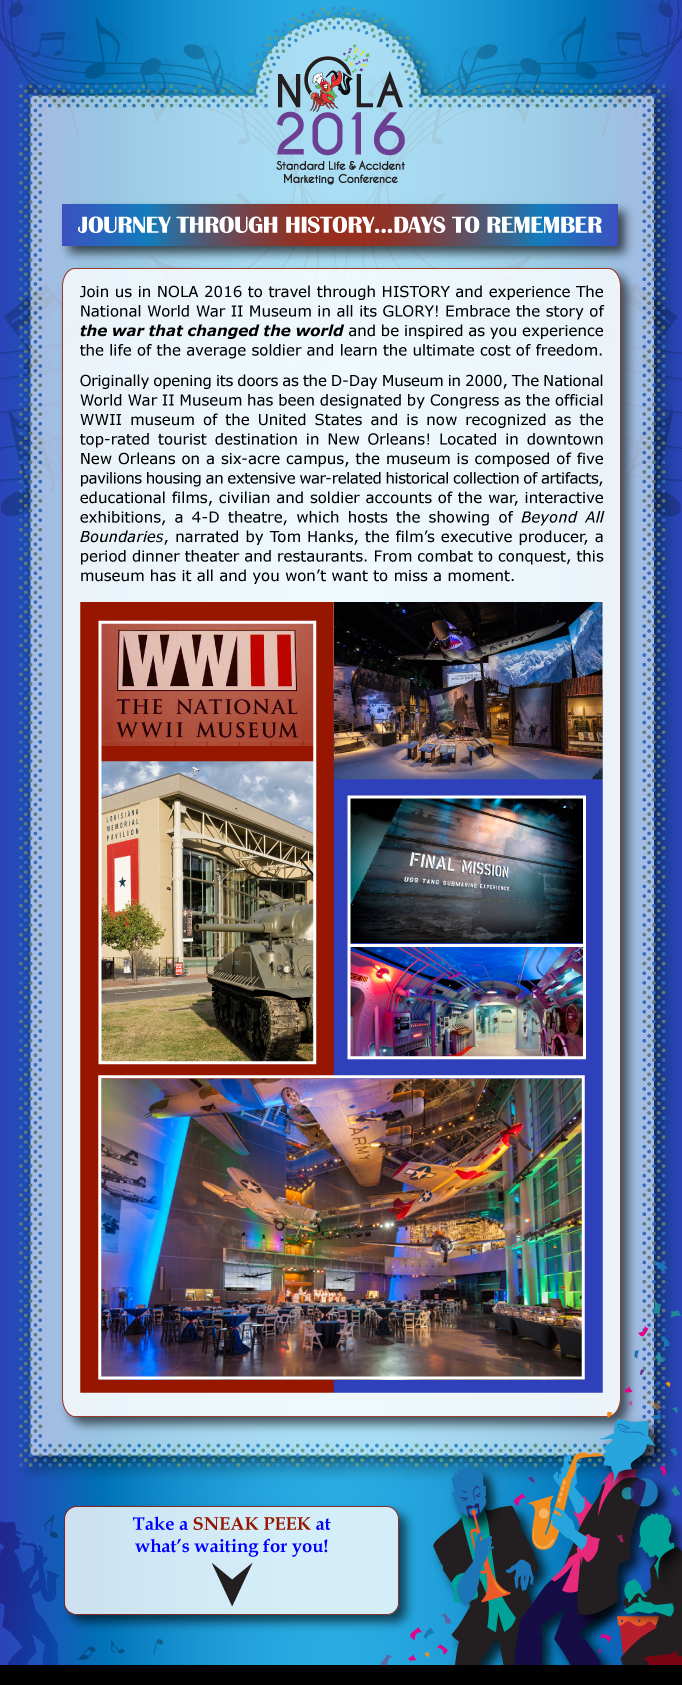 NOLA
2016
Standard Life & Accident
Marketing Conference
JOURNEY THROUGH HISTORY...DAYS TO REMEMBER
Join us in NOLA 2016 to travel through HISTORY and experience The
National World War II Museum in all its GLORY! Embrace the story of
the war that changed the world and be inspired as you experience
the life of the average soldier and learn the ultimate cost of freedom.
Originally opening its doors as the D-Day Museum in 2000, The National
World War II Museum has been designated by Congress as the official
WWII museum of the United States and is now recognized as the
top-rated tourist destination in New Orleans! Located in downtown
New Orleans on a six-acre campus, the museum is composed of five
pavilions housing an extensive war-related historical collection of artifacts,
educational films, civilian and soldier accounts of the war, interactive
exhibitions, a 4-D theatre, which hosts the showing of Beyond All
Boundaries, narrated by Tom Hanks, the film's executive producer, a
period dinner theater and restaurants. From combat to conquest, this
museum has it all and you won't want to miss a moment.
WWII
THE NATIONAL
WWII MUSEUM
ARMY
LOUISIANA
MEMORIAL
PAVILION
FINAL MISSION
USS TANG SUBMARINE EXPERIENCE
ARMY
Take a SNEAK PEEK at
what's waiting for you!